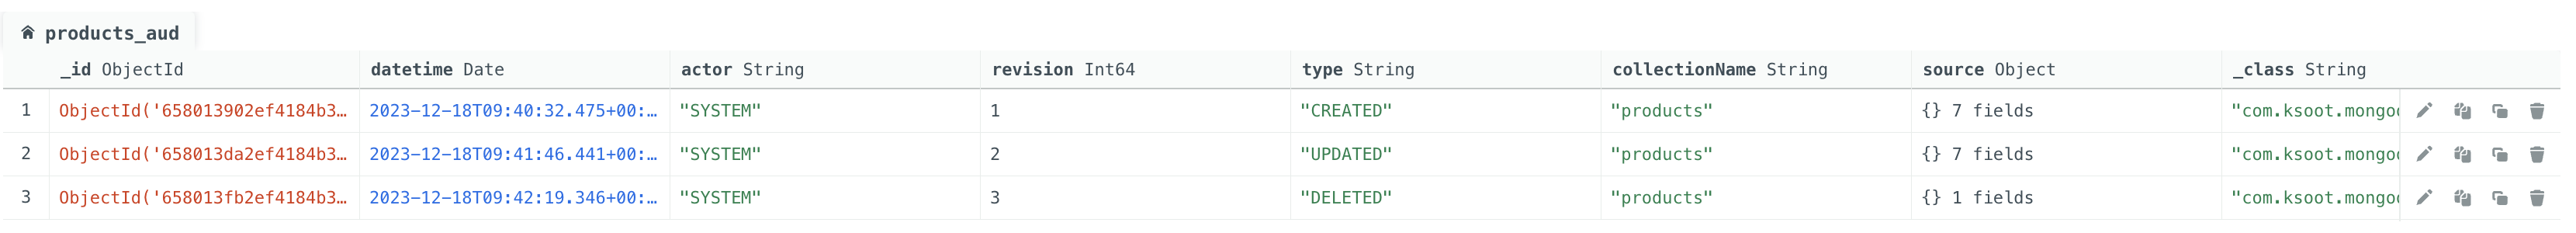 products_aud
_id ObjectId datetime Date actor String revision Int64 type String collectionName String source Object _class String
1 ObjectId('658013902ef4184b3… 2023-12-18T09:40:32.475+00:… "SYSTEM" 1 "CREATED" "products" {} 7 fields "com.ksoot.mongo
2 ObjectId('658013da2ef4184b3… 2023-12-18T09:41:46.441+00:… "SYSTEM" 2 "UPDATED" "products" {} 7 fields "com.ksoot.mongo
3 ObjectId('658013fb2ef4184b3… 2023-12-18T09:42:19.346+00:… "SYSTEM" 3 "DELETED" "products" {} 1 fields "com.ksoot.mongo